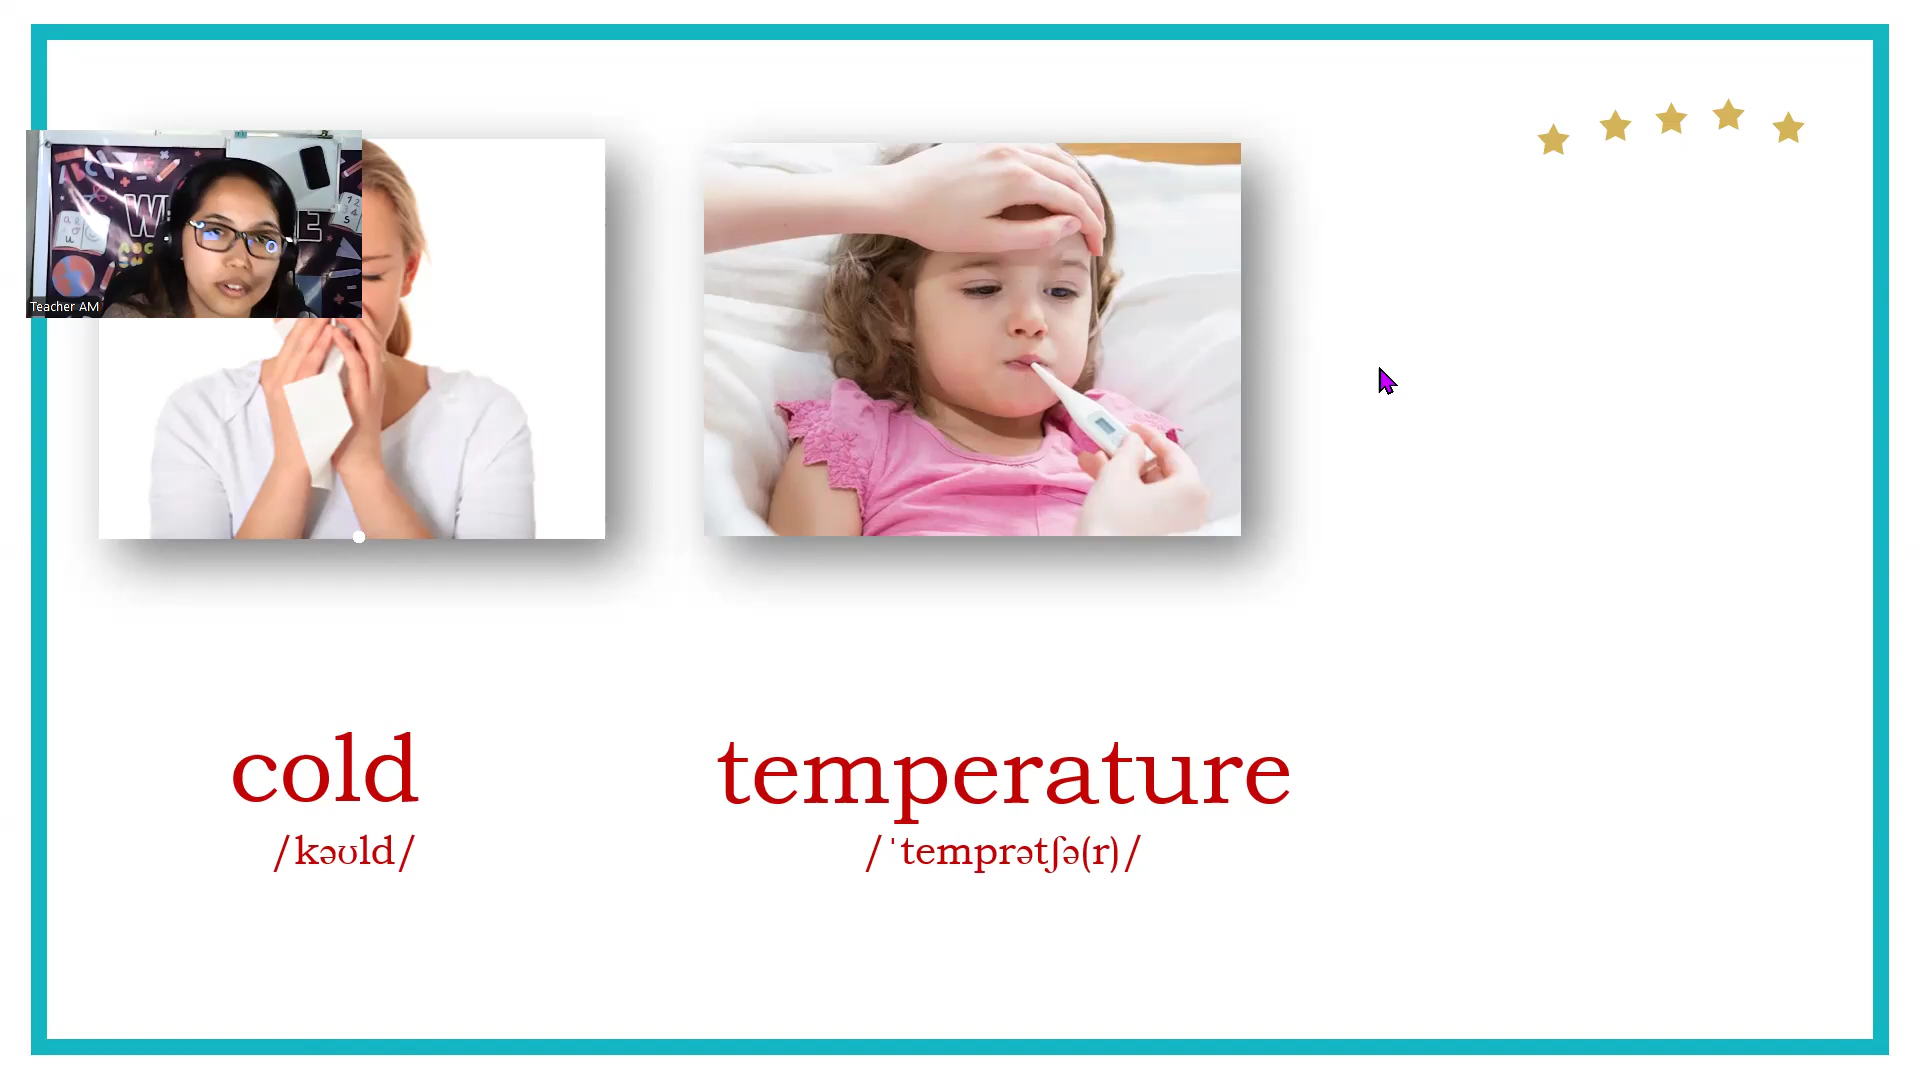 Teacher AM
cold
temperature
/kəʊld/
/ˈtemprətʃə(r)/